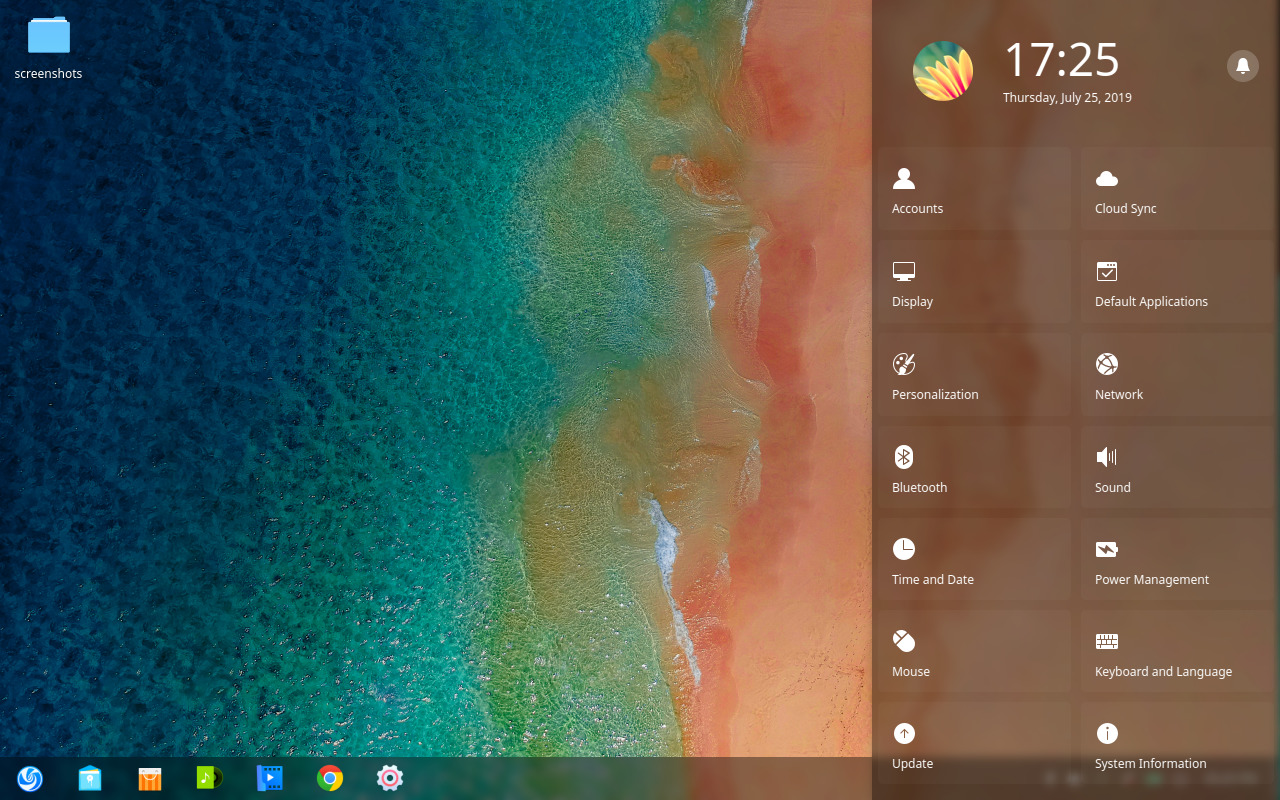 screenshots
17:25
Thursday, July 25, 2019
Accounts
Cloud Sync
Display
Default Applications
Personalization
Network
Bluetooth
Sound
Time and Date
Power Management
Mouse
Keyboard and Language
Update
System Information